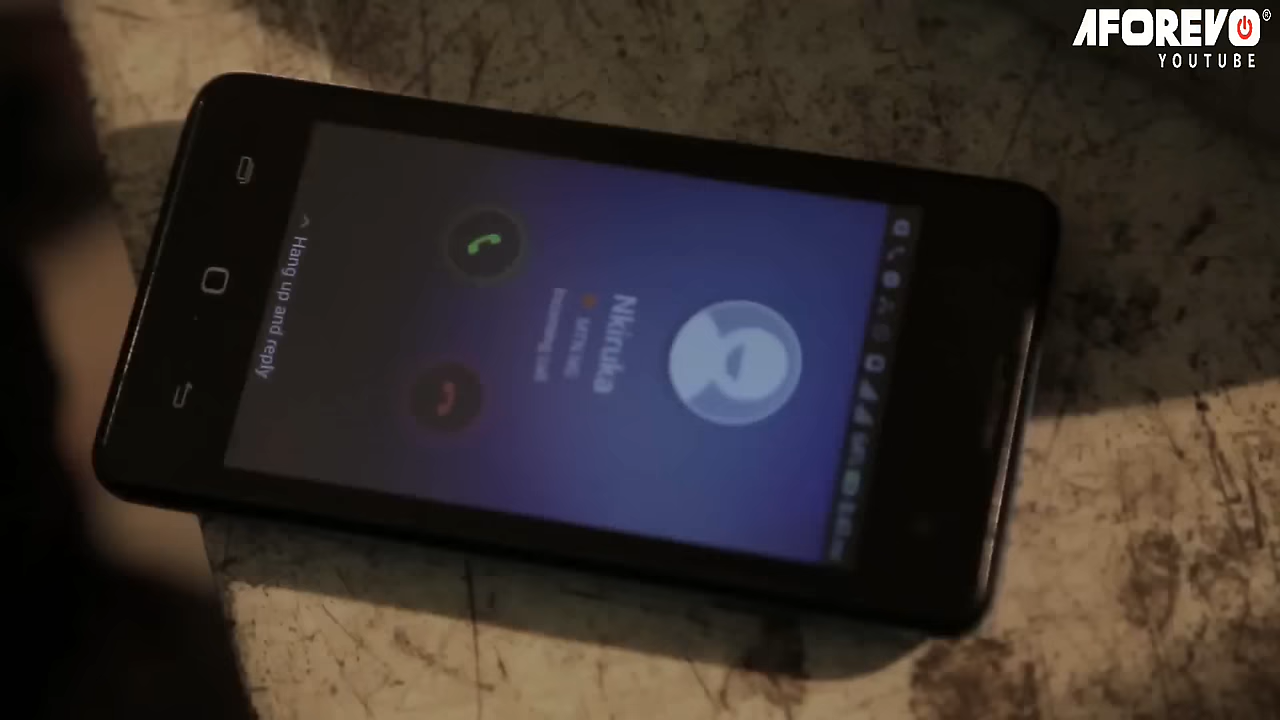 AFOREVO®
YOUTUBE
Nkiruka
Incoming call
Hang up and reply